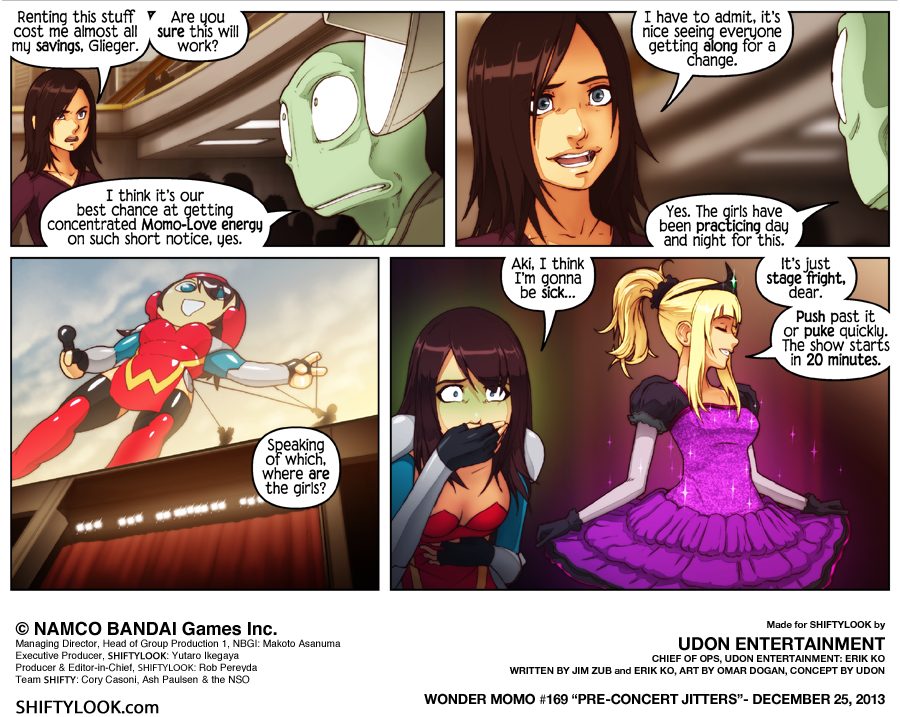 Renting this stuff
cost me almost all
my savings, Glieger.
Are you
sure this will
work?
I think it's our
best chance at getting
concentrated Momo-Love energy
on such short notice, yes.
I have to admit, it's
nice seeing everyone
getting along for a
change.
Yes. The girls have
been practicing day
and night for this.
Speaking
of which,
where are
the girls?
Aki, I think
I'm gonna
be sick...
It's just
stage fright,
dear.
Push past it
or puke quickly.
The show starts
in 20 minutes.
© NAMCO BANDAI Games Inc.
Managing Director, Head of Group Production 1, NBGI: Makoto Asanuma
Executive Producer, SHIFTYLOOK: Yutaro Ikegaya
Producer & Editor-in-Chief, SHIFTYLOOK: Rob Pereyda
Team SHIFTY: Cory Casoni, Ash Paulsen & the NSO
SHIFTYLOOK.com
Made for SHIFTYLOOK by
UDON ENTERTAINMENT
CHIEF OF OPS, UDON ENTERTAINMENT: ERIK KO
WRITTEN BY JIM ZUB and ERIK KO, ART BY OMAR DOGAN, CONCEPT BY UDON
WONDER MOMO #169 “PRE-CONCERT JITTERS”- DECEMBER 25, 2013